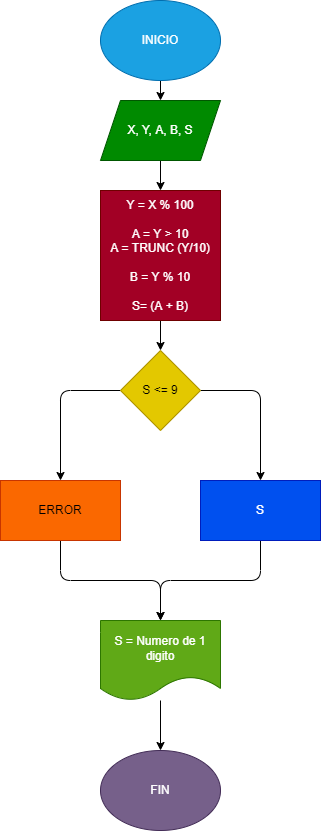 INICIO
X, Y, A, B, S
Y = X % 100
A = Y > 10
A = TRUNC (Y/10)
B = Y % 10
S= (A + B)
S <= 9
ERROR
S
S = Numero de 1
digito
FIN